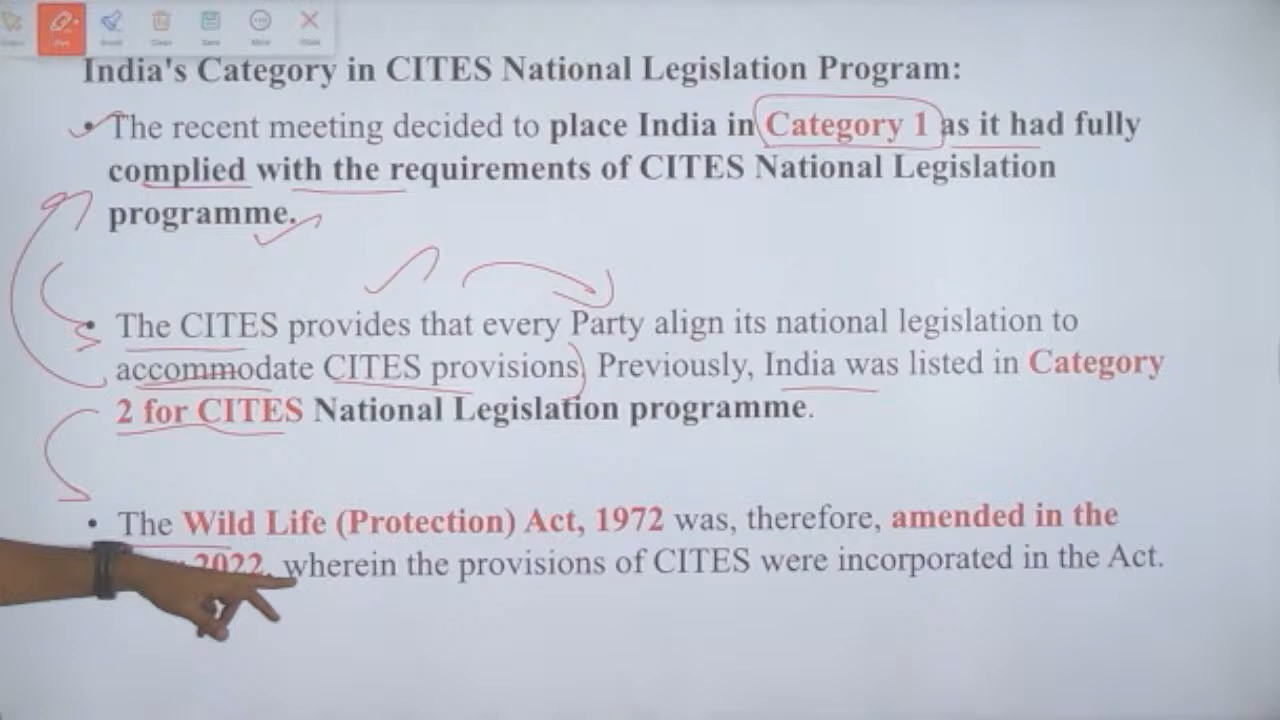 India's Category in CITES National Legislation Program:
• The recent meeting decided to place India in Category 1 as it had fully
complied with the requirements of CITES National Legislation
programme.
• The CITES provides that every Party align its national legislation to
accommodate CITES provisions. Previously, India was listed in Category
2 for CITES National Legislation programme.
• The Wild Life (Protection) Act, 1972 was, therefore, amended in the
2022, wherein the provisions of CITES were incorporated in the Act.